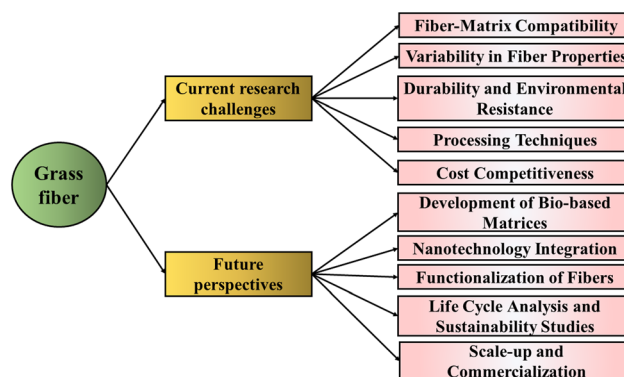 Grass
fiber
Current research
challenges
Fiber-Matrix Compatibility
Variability in Fiber Properties
Durability and Environmental
Resistance
Processing Techniques
Cost Competitiveness
Future
perspectives
Development of Bio-based
Matrices
Nanotechnology Integration
Functionalization of Fibers
Life Cycle Analysis and
Sustainability Studies
Scale-up and
Commercialization